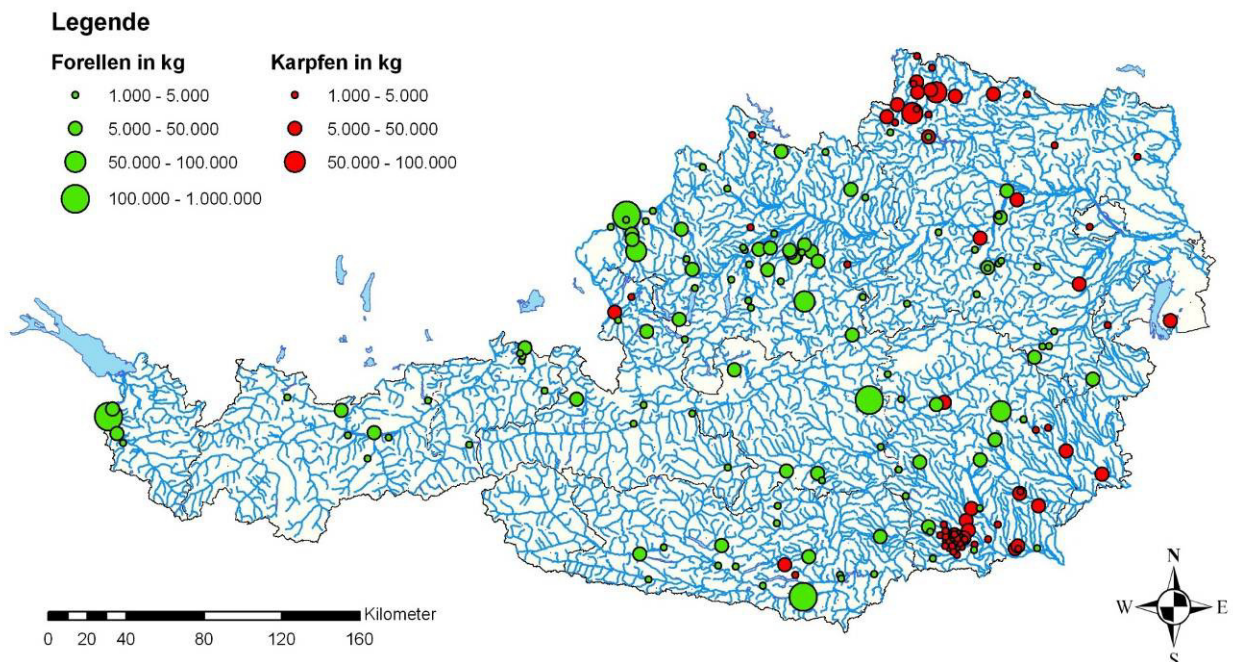 Legende
Forellen in kg
1.000 - 5.000
5.000 - 50.000
50.000 - 100.000
100.000 - 1.000.000
Karpfen in kg
1.000 - 5.000
5.000 - 50.000
50.000 - 100.000
Kilometer
0 20 40 80 120 160
N
W E
S